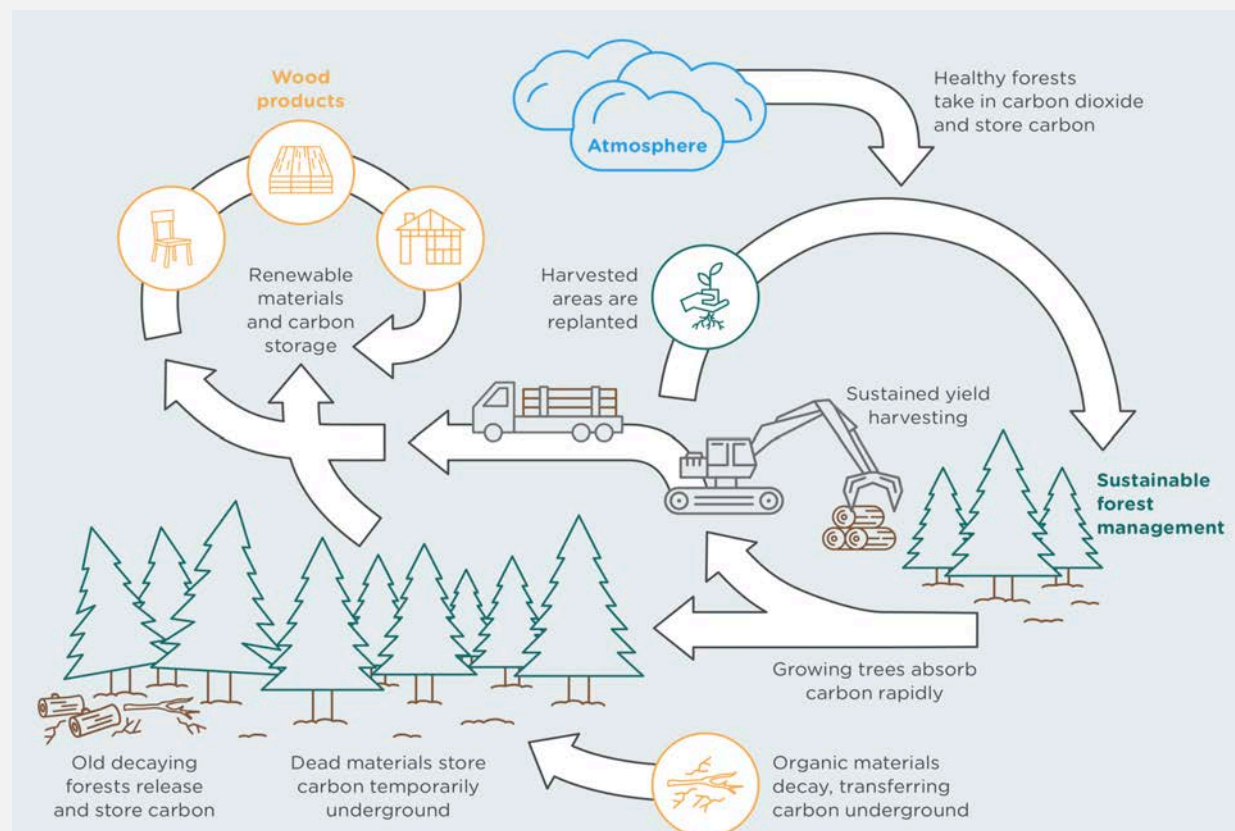 Wood
products
Atmosphere
Healthy forests
take in carbon dioxide
and store carbon
Renewable
materials
and carbon
storage
Harvested
areas are
replanted
Sustained yield
harvesting
Sustainable
forest
management
Growing trees absorb
carbon rapidly
Old decaying
forests release
and store carbon
Dead materials store
carbon temporarily
underground
Organic materials
decay, transferring
carbon underground